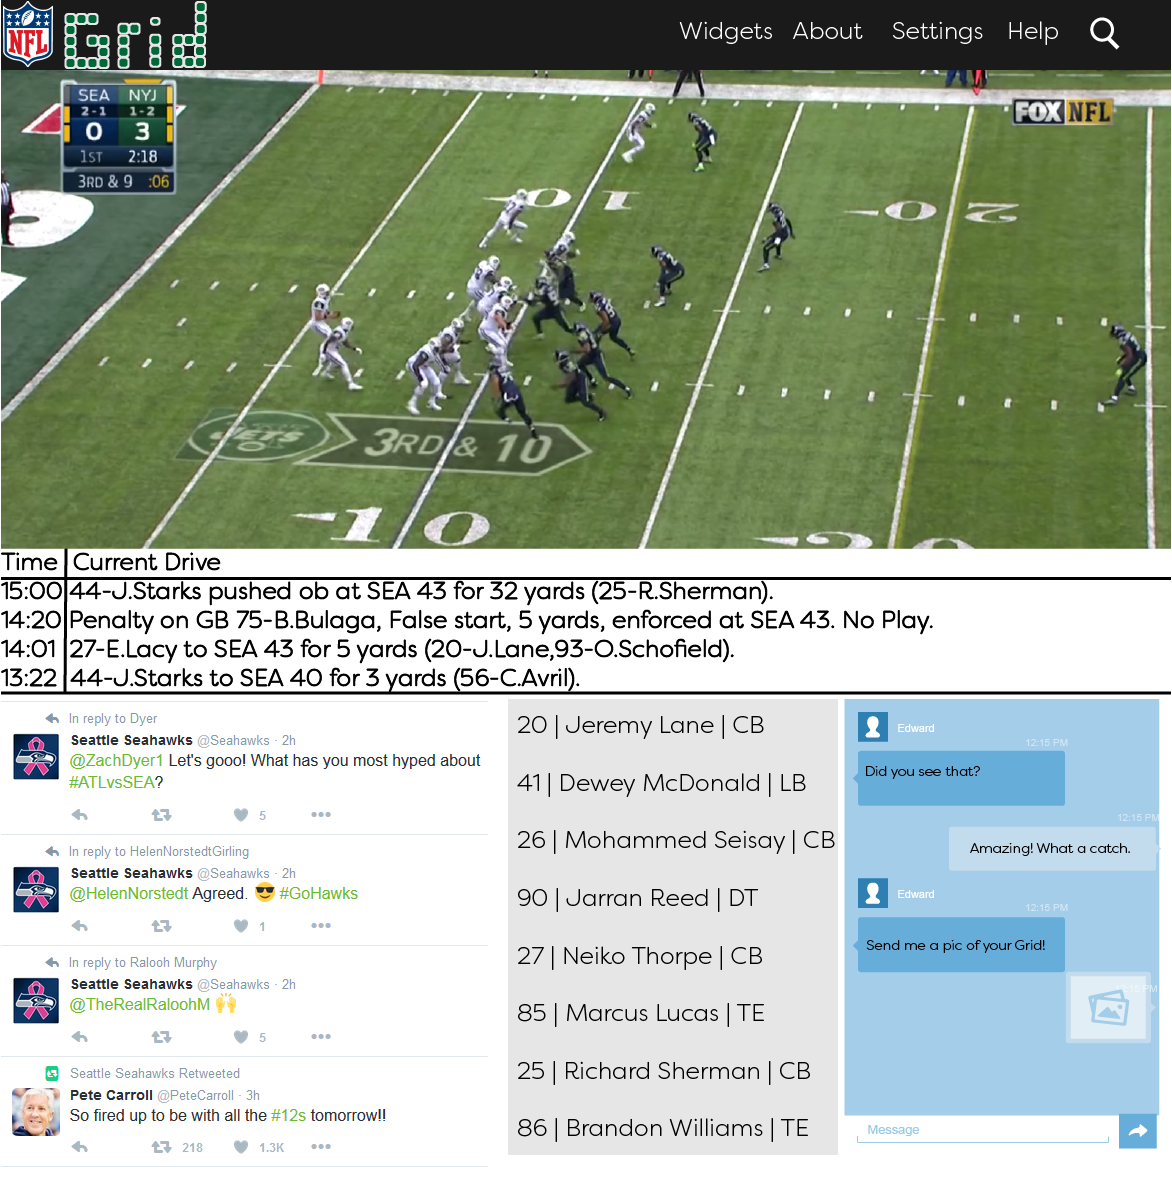 NFL
Grid
Widgets About Settings Help
SEA NYJ
2-1 1-2
0 3
1ST 2:18
3RD & 9 :06
FOX NFL
10
20
JETS
3RD & 10
10
2
Time Current Drive
15:00 44-J.Starks pushed ob at SEA 43 for 32 yards (25-R.Sherman).
14:20 Penalty on GB 75-B.Bulaga, False start, 5 yards, enforced at SEA 43. No Play.
14:01 27-E.Lacy to SEA 43 for 5 yards (20-J.Lane,93-O.Schofield).
13:22 44-J.Starks to SEA 40 for 3 yards (56-C.Avril).
In reply to Dyer
Seattle Seahawks @Seahawks · 2h
@ZachDyer1 Let's gooo! What has you most hyped about
#ATLvsSEA?
5
In reply to HelenNorstedtGirling
Seattle Seahawks @Seahawks · 2h
@HelenNorstedt Agreed. 😎 #GoHawks
1
In reply to Ralooh Murphy
Seattle Seahawks @Seahawks · 2h
@TheRealRaloohM 🙌
5
Seattle Seahawks Retweeted
Pete Carroll @PeteCarroll · 3h
So fired up to be with all the #12s tomorrow!!
218 1.3K
20 | Jeremy Lane | CB
41 | Dewey McDonald | LB
26 | Mohammed Seisay | CB
90 | Jarran Reed | DT
27 | Neiko Thorpe | CB
85 | Marcus Lucas | TE
25 | Richard Sherman | CB
86 | Brandon Williams | TE
Edward
12:15 PM
Did you see that?
12:15 PM
Amazing! What a catch.
Edward
12:15 PM
Send me a pic of your Grid!
12:15 PM
Message